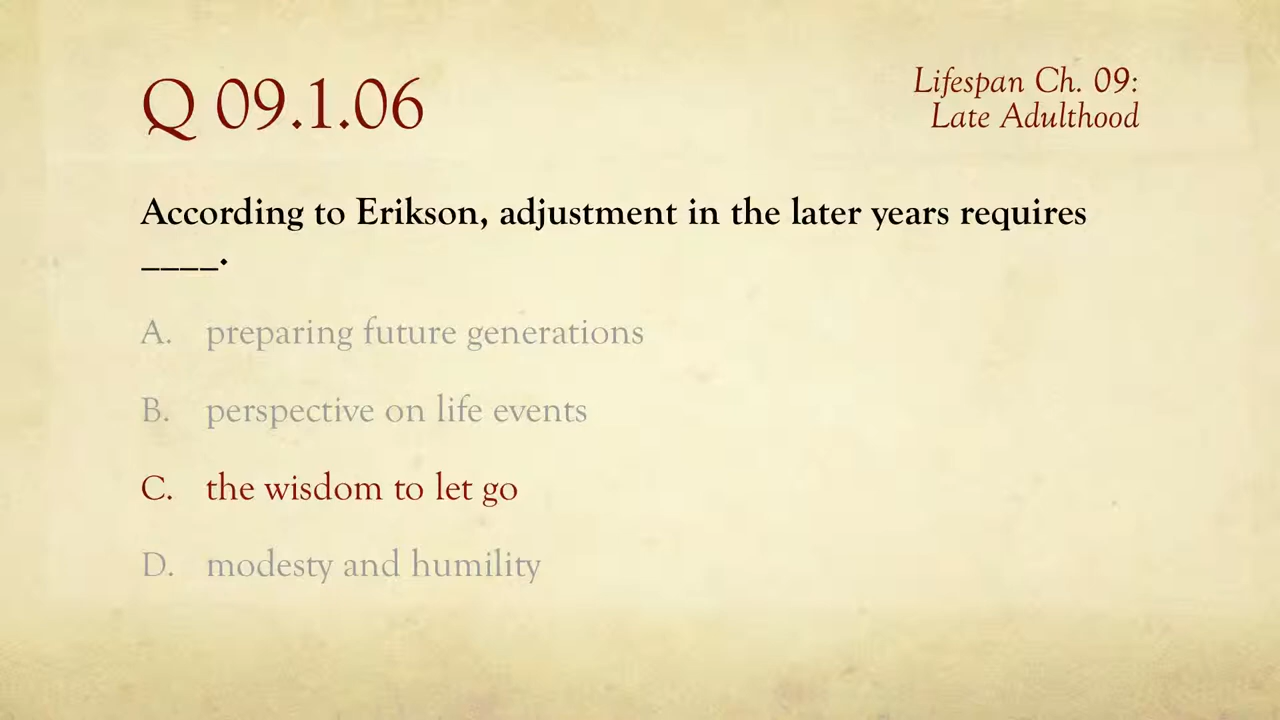 Q 09.1.06
Lifespan Ch. 09:
Late Adulthood
According to Erikson, adjustment in the later years requires
____.
A. preparing future generations
B. perspective on life events
C. the wisdom to let go
D. modesty and humility